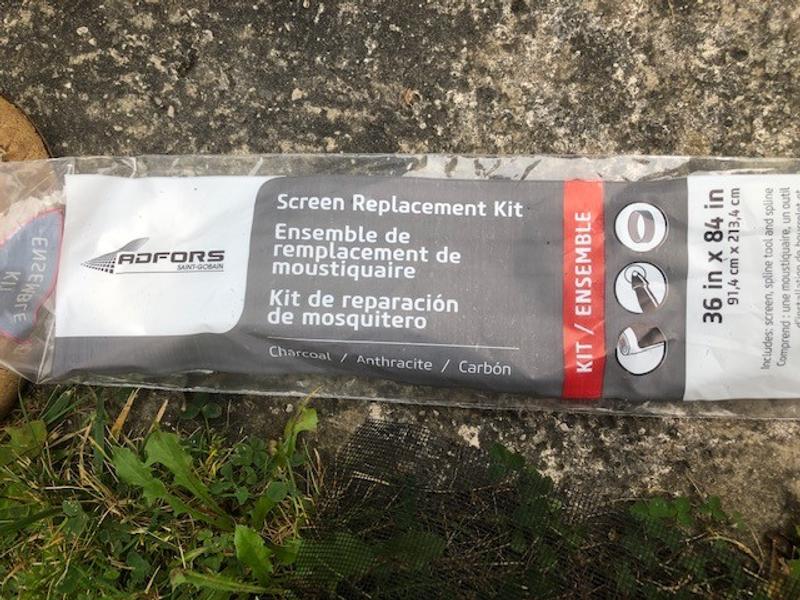 ADFORS
SAINT-GOBAIN
Screen Replacement Kit
Ensemble de
remplacement de
moustiquaire
Kit de reparación
de mosquitero
Charcoal / Anthracite / Carbón
KIT / ENSEMBLE
36 in x 84 in
91,4 cm x 213,4 cm
Includes: screen, spline tool and spline
Comprend : une moustiquaire, un outil
ENSEMBLE
KIT